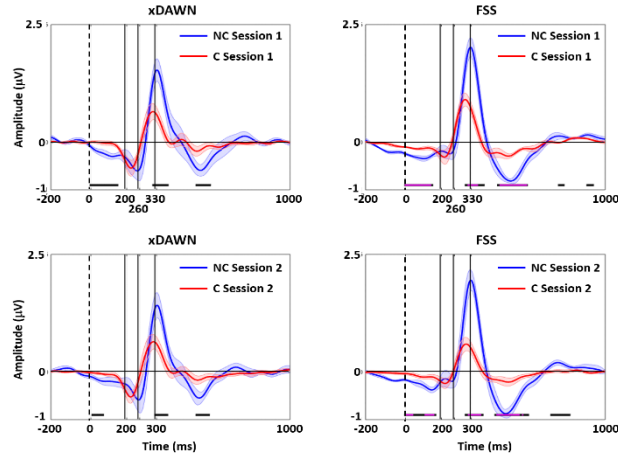 xDAWN
FSS
2.5
NC Session 1
C Session 1
2.5
NC Session 1
C Session 1
Amplitude (μV)
0
0
-1
-1
-200 0 200 330 1000
260
-200 0 200 330 1000
260
xDAWN
FSS
2.5
NC Session 2
C Session 2
2.5
NC Session 2
C Session 2
Amplitude (μV)
0
0
-1
-1
-200 0 200 330 1000
260
-200 0 200 300 1000
260
Time (ms)
Time (ms)